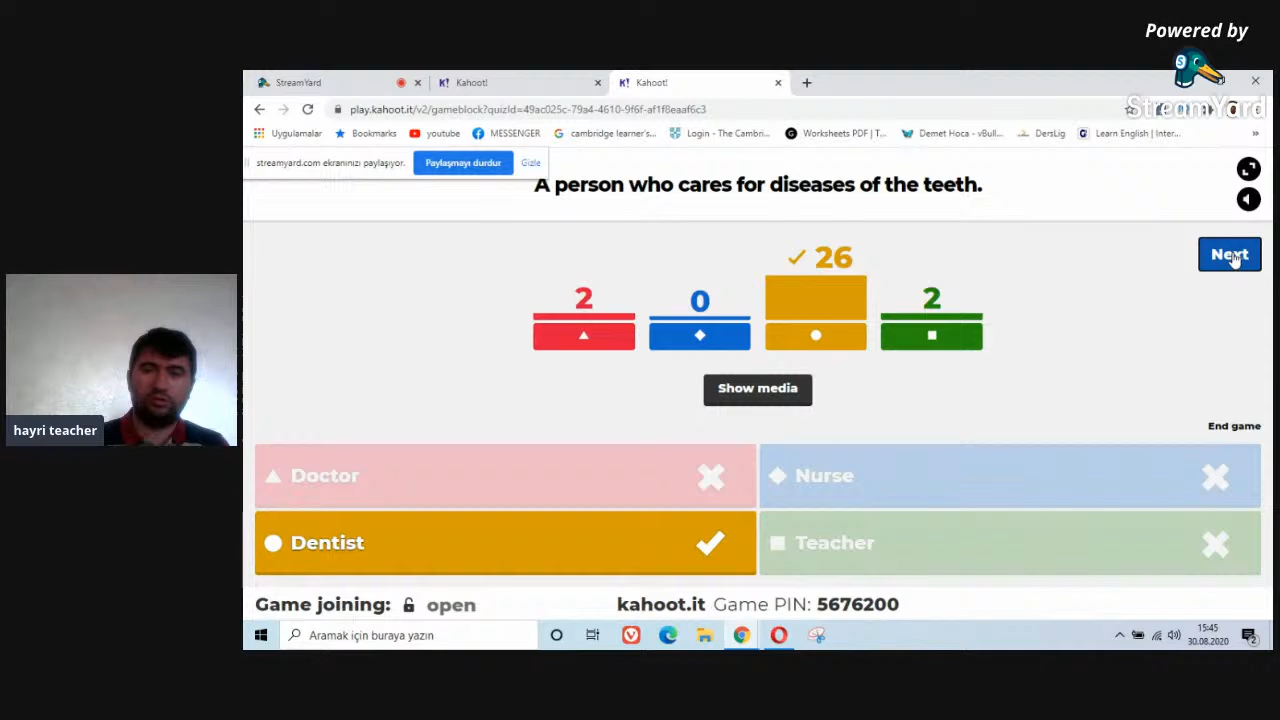 Powered by
StreamYard
StreamYard
Kahoot!
Kahoot!
play.kahoot.it/v2/gameblock?quizId=49ac025c-79a4-4610-9f6f-af1f8eaaf6c3
Uygulamalar
Bookmarks
youtube
MESSENGER
cambridge learner's...
Login - The Cambri...
Worksheets PDF | T...
Demet Hoca - vBull...
DersLig
Learn English | Inter...
streamyard.com ekranınızı paylaşıyor.
Paylaşmayı durdur
Gizle
A person who cares for diseases of the teeth.
Next
2
0
26
2
Show media
End game
Doctor
Nurse
Dentist
Teacher
Game joining: open
kahoot.it Game PIN: 5676200
hayri teacher
Aramak için buraya yazın
15:45
30.08.2020
2